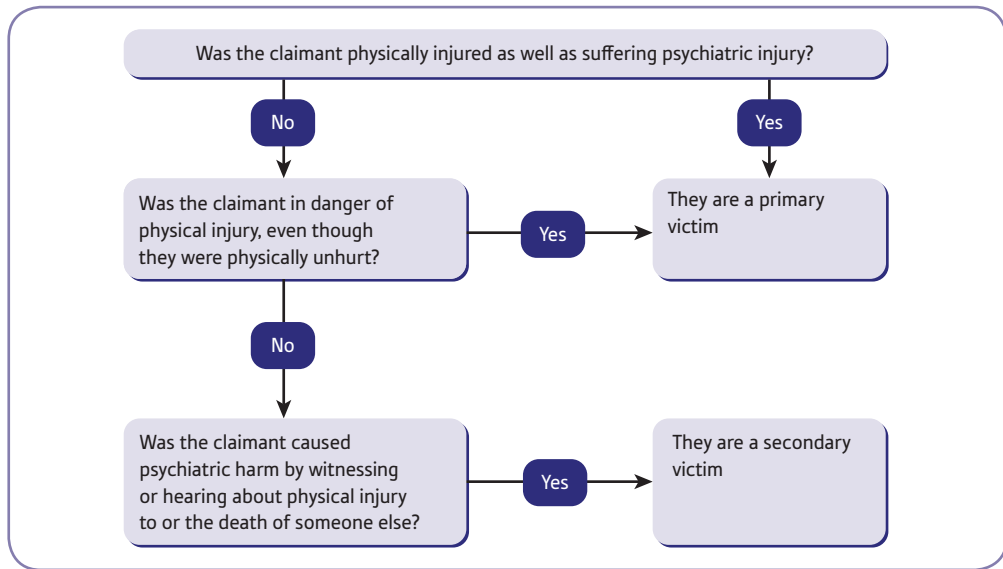 Was the claimant physically injured as well as suffering psychiatric injury?
No
Yes
Was the claimant in danger of
physical injury, even though
they were physically unhurt?
Yes
They are a primary
victim
No
Was the claimant caused
psychiatric harm by witnessing
or hearing about physical injury
to or the death of someone else?
Yes
They are a secondary
victim